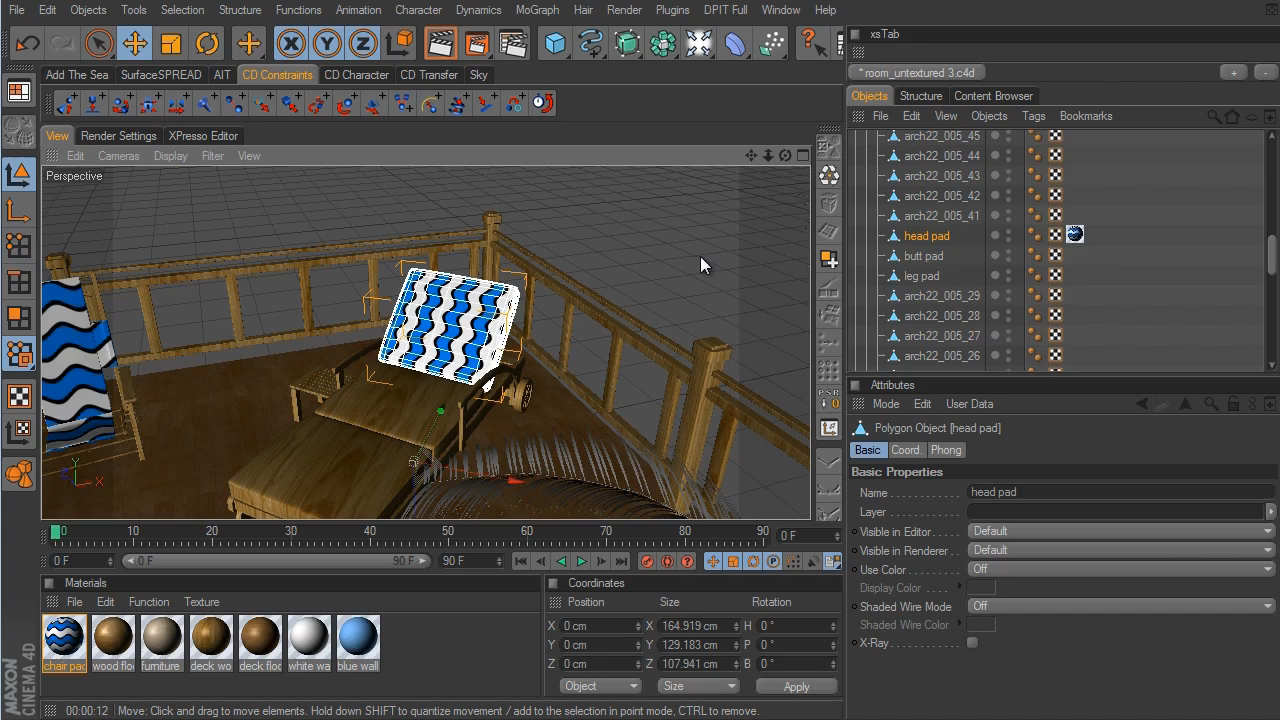 File Edit Objects Tools Selection Structure Functions Animation Character Dynamics MoGraph Hair Render Plugins DPIT Full Window Help
X Y Z
xsTab
Add The Sea SurfaceSPREAD AIT CD Constraints CD Character CD Transfer Sky
* room_untextured 3.c4d + -
Objects Structure Content Browser
File Edit View Objects Tags Bookmarks
View Render Settings XPresso Editor
Edit Cameras Display Filter View
Perspective
arch22_005_45
arch22_005_44
arch22_005_43
arch22_005_42
arch22_005_41
head pad
butt pad
leg pad
arch22_005_29
arch22_005_28
arch22_005_27
arch22_005_26
PSR
0
Y
Z X
Attributes
Mode Edit User Data
Polygon Object [head pad]
Basic Coord. Phong
Basic Properties
Name head pad
Layer
Visible in Editor Default
Visible in Renderer Default
Use Color Off
Display Color
Shaded Wire Mode Off
Shaded Wire Color
X-Ray
0 10 20 30 40 50 60 70 80 90 0 F
0 F 0 F 90 F 90 F
Materials
File Edit Function Texture
chair pad wood floo furniture deck wo deck floo white wa blue wall
Coordinates
Position Size Rotation
X 0 cm X 164.919 cm H 0 °
Y 0 cm Y 129.183 cm P 0 °
Z 0 cm Z 107.941 cm B 0 °
Object Size Apply
MAXON
CINEMA 4D
00:00:12 Move: Click and drag to move elements. Hold down SHIFT to quantize movement / add to the selection in point mode, CTRL to remove.